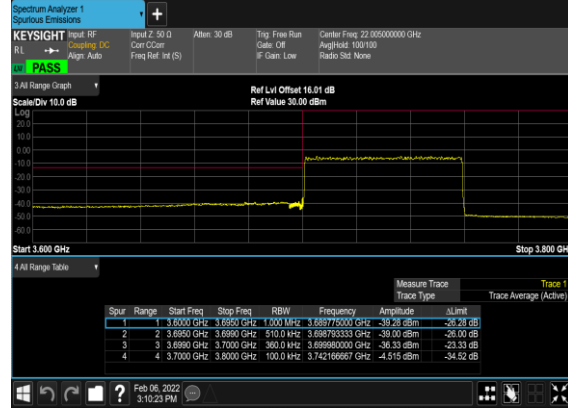 Spectrum Analyzer 1
Spurious Emissions
+
KEYSIGHT Input: RF Input Z: 50 Ω Atten: 30 dB Trig: Free Run Center Freq: 22.005000000 GHz
RL Coupling: DC Corr CCorr Gate: Off Avg|Hold: 100/100
Align: Auto Freq Ref: Int (S) IF Gain: Low Radio Std: None
PASS
3 All Range Graph Ref Lvl Offset 16.01 dB
Scale/Div 10.0 dB Ref Value 30.00 dBm
Log
20.0
10.0
0.00
-10.0
-20.0
-30.0
-40.0
-50.0
-60.0
Start 3.600 GHz Stop 3.800 GH
4 All Range Table
Measure Trace Trace 1
Trace Type Trace Average (Active)
Spur Range Start Freq Stop Freq RBW Frequency Amplitude ΔLimit
1 1 3.6000 GHz 3.6950 GHz 1.000 MHz 3.689775000 GHz -39.28 dBm -26.28 dB
2 2 3.6950 GHz 3.6990 GHz 510.0 kHz 3.698793333 GHz -39.00 dBm -26.00 dB
3 3 3.6990 GHz 3.7000 GHz 360.0 kHz 3.699980000 GHz -36.33 dBm -23.33 dB
4 4 3.7000 GHz 3.8000 GHz 100.0 kHz 3.742166667 GHz -4.515 dBm -34.52 dB
? Feb 06, 2022
3:10:23 PM